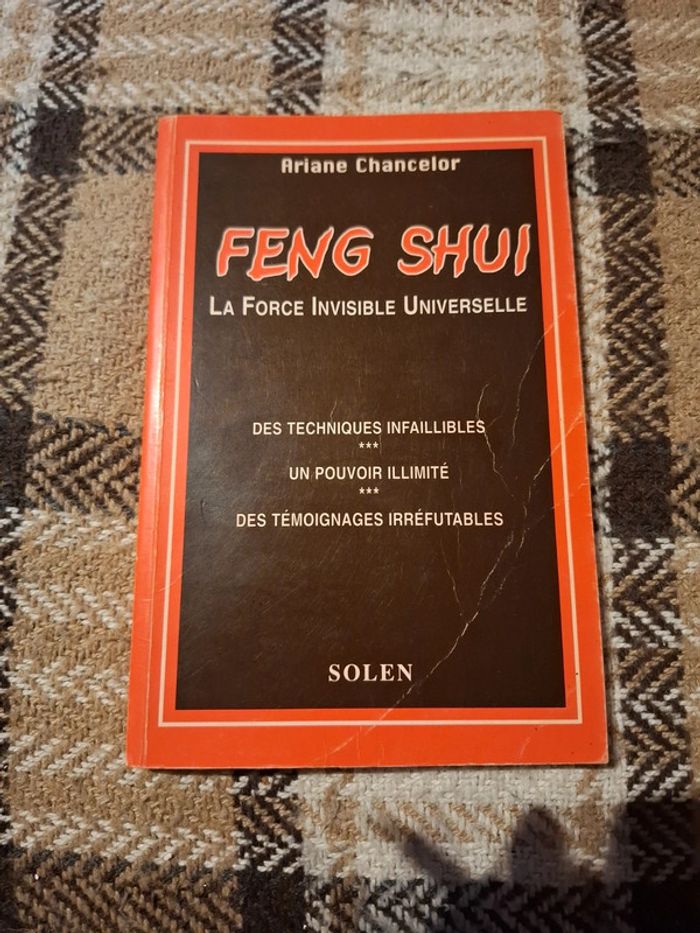 Ariane Chancelor
FENG SHUI
LA FORCE INVISIBLE UNIVERSELLE
DES TECHNIQUES INFAILLIBLES
***
UN POUVOIR ILLIMITÉ
***
DES TÉMOIGNAGES IRRÉFUTABLES
SOLEN